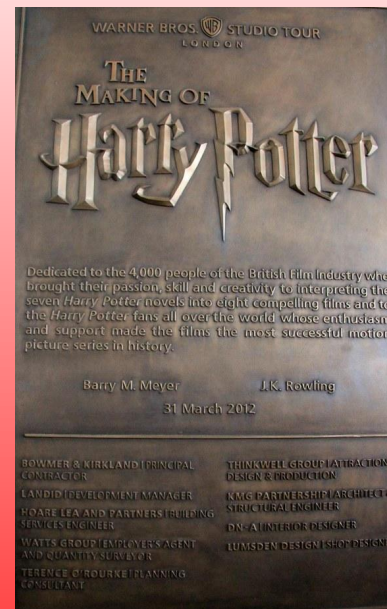 WARNER BROS. WB STUDIO TOUR
LONDON
THE
MAKING OF
Harry Potter
Dedicated to the 4,000 people of the British Film Industry who
brought their passion, skill and creativity to interpreting the
seven Harry Potter novels into eight compelling films and to
the Harry Potter fans all over the world whose enthusiasm
and support made the films the most successful motion
picture series in history.
Barry M. Meyer J.K. Rowling
31 March 2012
BOWMER & KIRKLAND | PRINCIPAL
CONTRACTOR
LANDID | DEVELOPMENT MANAGER
HOARE LEA AND PARTNERS | BUILDING
SERVICES ENGINEER
WATTS GROUP | EMPLOYER'S AGENT
AND QUANTITY SURVEYOR
TERENCE O'ROURKE | PLANNING
CONSULTANT
THINKWELL GROUP | ATTRACTION
DESIGN & PRODUCTION
KMG PARTNERSHIP | ARCHITECT
STRUCTURAL ENGINEER
DN-A | INTERIOR DESIGNER
LUMSDEN DESIGN | SHOP DESIGN